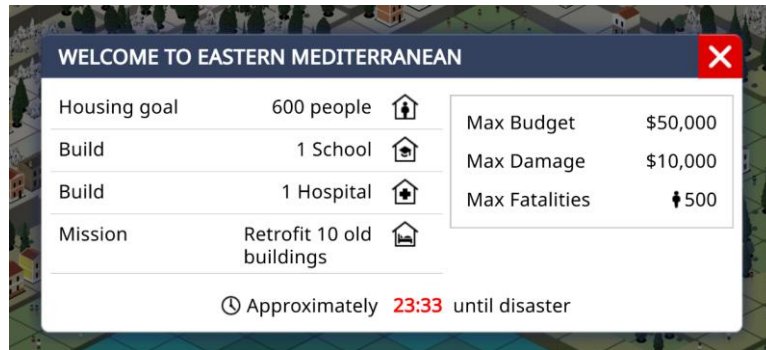 WELCOME TO EASTERN MEDITERRANEAN
Housing goal 600 people
Build 1 School
Build 1 Hospital
Mission Retrofit 10 old
buildings
Max Budget $50,000
Max Damage $10,000
Max Fatalities 500
Approximately 23:33 until disaster